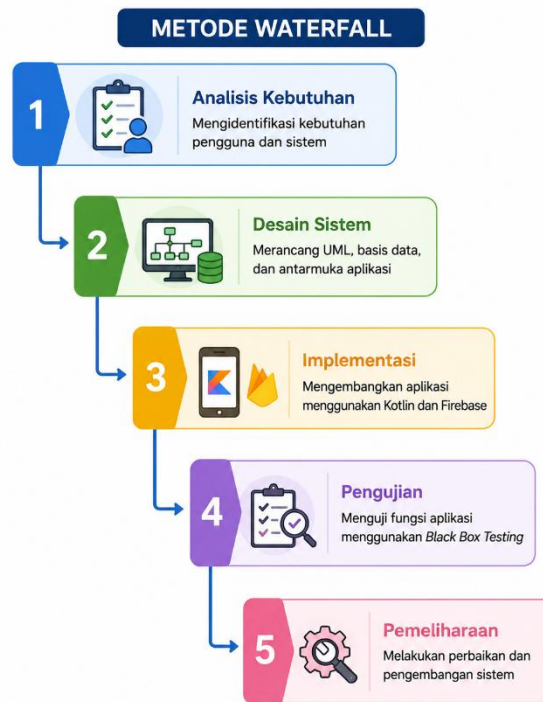 METODE WATERFALL
1
Analisis Kebutuhan
Mengidentifikasi kebutuhan
pengguna dan sistem
2
Desain Sistem
Merancang UML, basis data,
dan antarmuka aplikasi
3
Implementasi
Mengembangkan aplikasi
menggunakan Kotlin dan Firebase
4
Pengujian
Menguji fungsi aplikasi
menggunakan Black Box Testing
5
Pemeliharaan
Melakukan perbaikan dan
pengembangan sistem